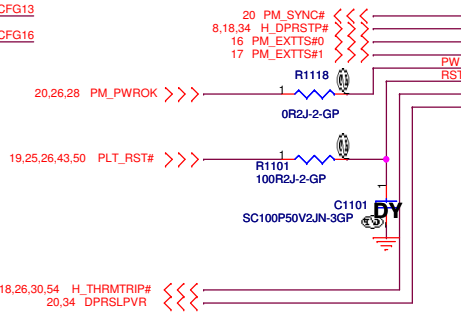 CFG13
20 PM_SYNC#
8,18,34 H_DPRSTP#
CFG16
16 PM_EXTTS#0
17 PM_EXTTS#1
PW
RST
R1118
1
20,26,28 PM_PWROK
0R2J-2-GP
1
19,25,26,43,50 PLT_RST#
R1101
100R2J-2-GP
1
C1101
DY
SC100P50V2JN-3GP
18,26,30,54 H_THRMTRIP#
20,34 DPRSLPVR